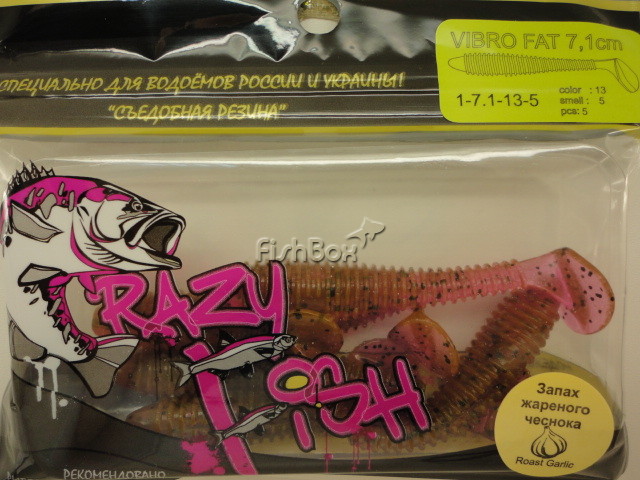 VIBRO FAT 7,1cm
СПЕЦИАЛЬНО ДЛЯ ВОДОЁМОВ РОССИИ И УКРАИНЫ!
"СЪЕДОБНАЯ РЕЗИНА"
1-7.1-13-5
color : 13
smell : 5
pcs: 5
FishBox
CRAZY
FISH
Запах
жареного
чеснока
Roast Garlic
РЕКОМЕНДОВАНО